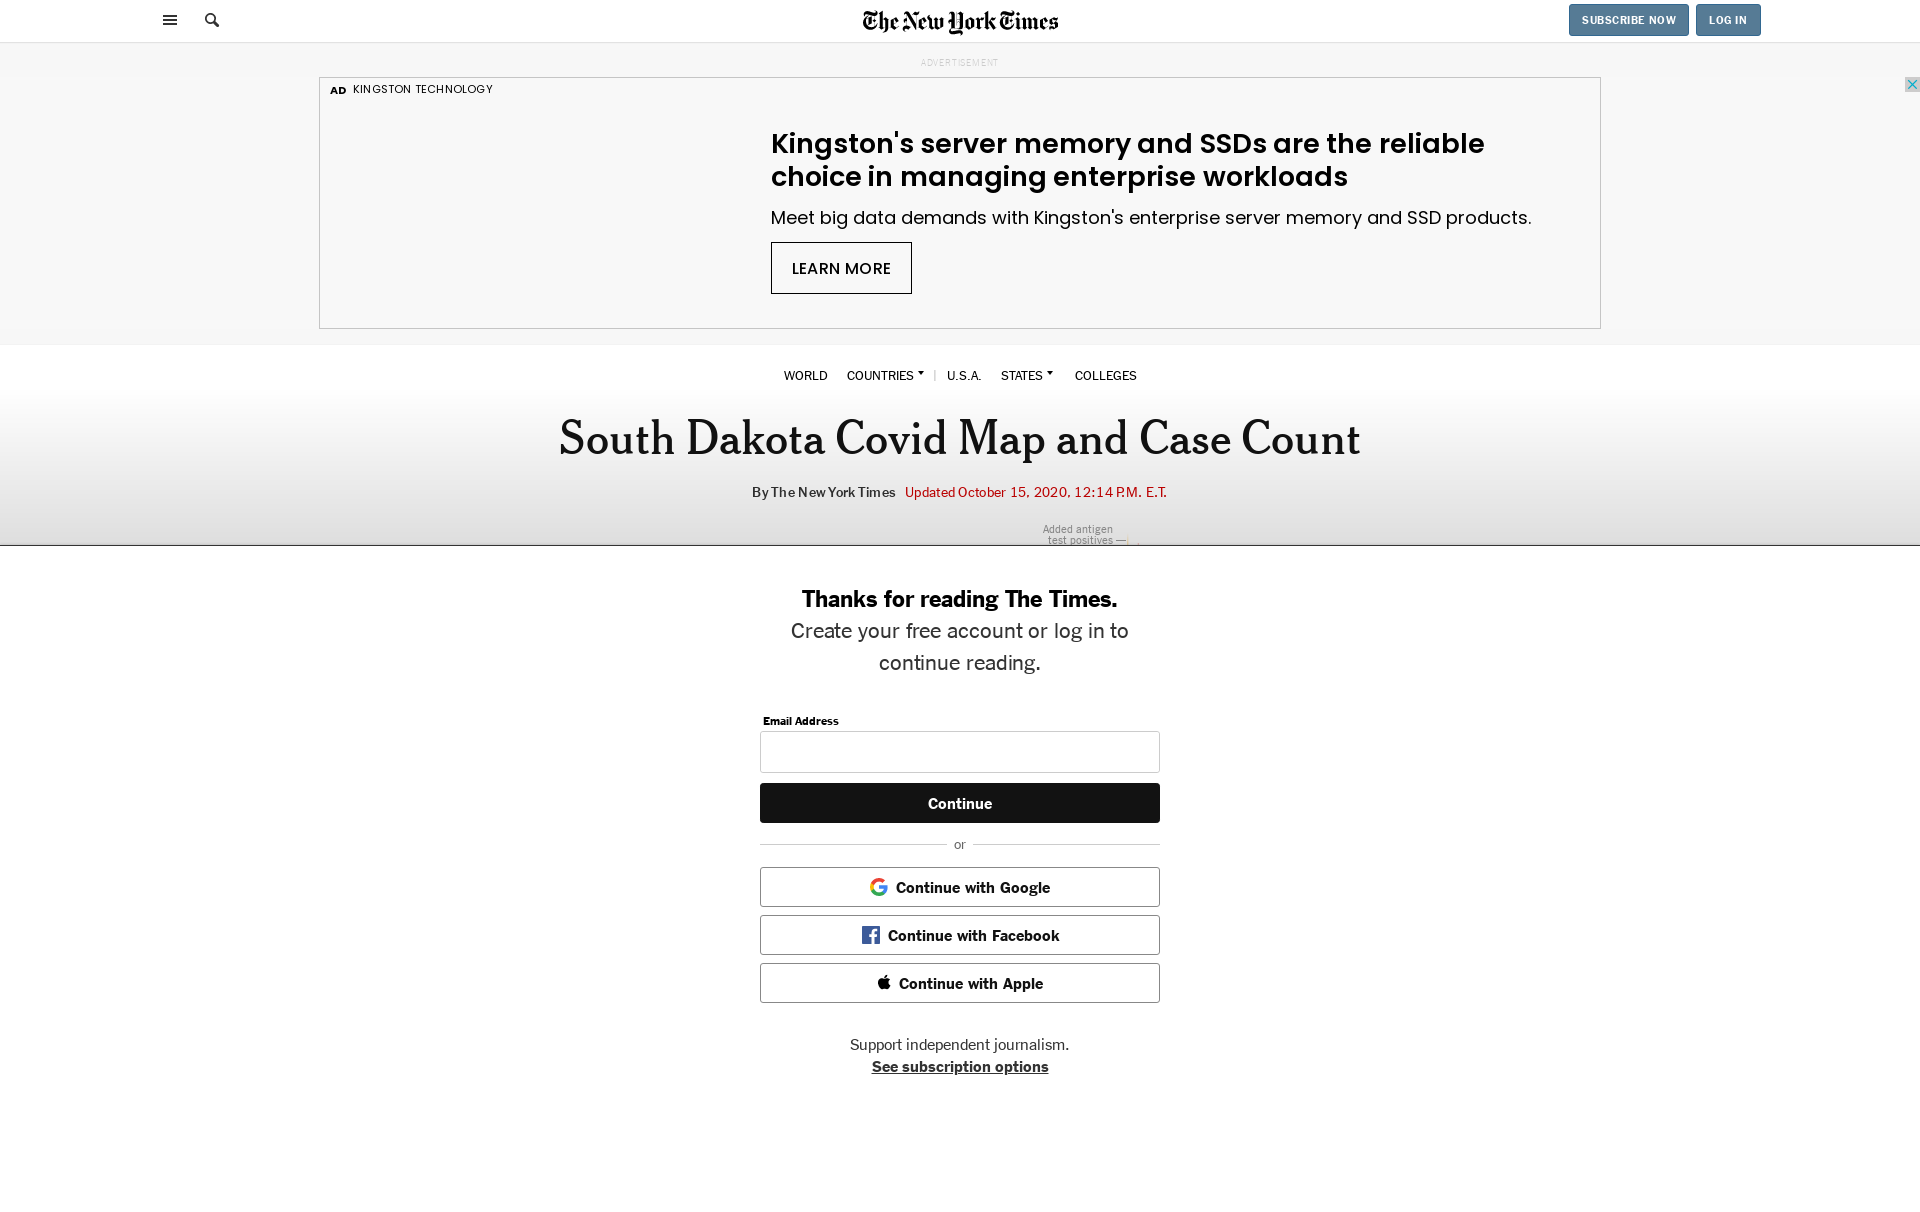 The New York Times
SUBSCRIBE NOW
LOG IN
ADVERTISEMENT
AD KINGSTON TECHNOLOGY
Kingston's server memory and SSDs are the reliable
choice in managing enterprise workloads
Meet big data demands with Kingston's enterprise server memory and SSD products.
LEARN MORE
WORLD COUNTRIES U.S.A. STATES COLLEGES
South Dakota Covid Map and Case Count
By The New York Times Updated October 15, 2020, 12:14 P.M. E.T.
Added antigen
test positives
Thanks for reading The Times.
Create your free account or log in to
continue reading.
Email Address
Continue
or
Continue with Google
Continue with Facebook
Continue with Apple
Support independent journalism.
See subscription options